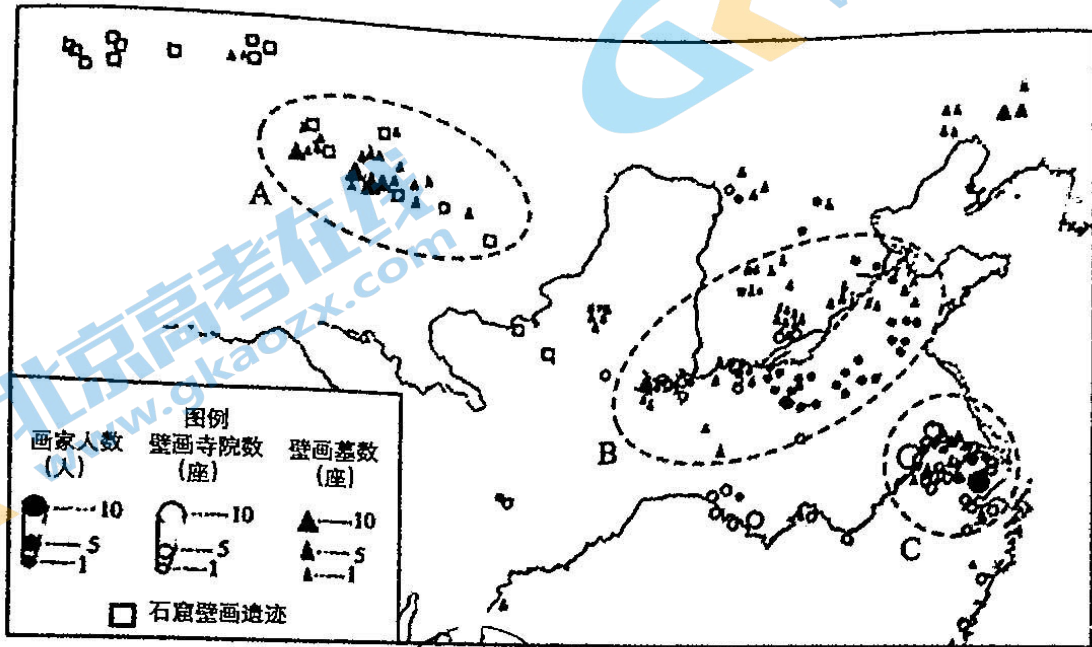 A
B
C
北京高考在线
www.gkaozx.com
图例
画家人数
(人)
壁画寺院数
(座)
壁画墓数
(座)
10
5
1
10
5
1
10
5
1
石窟壁画遗迹